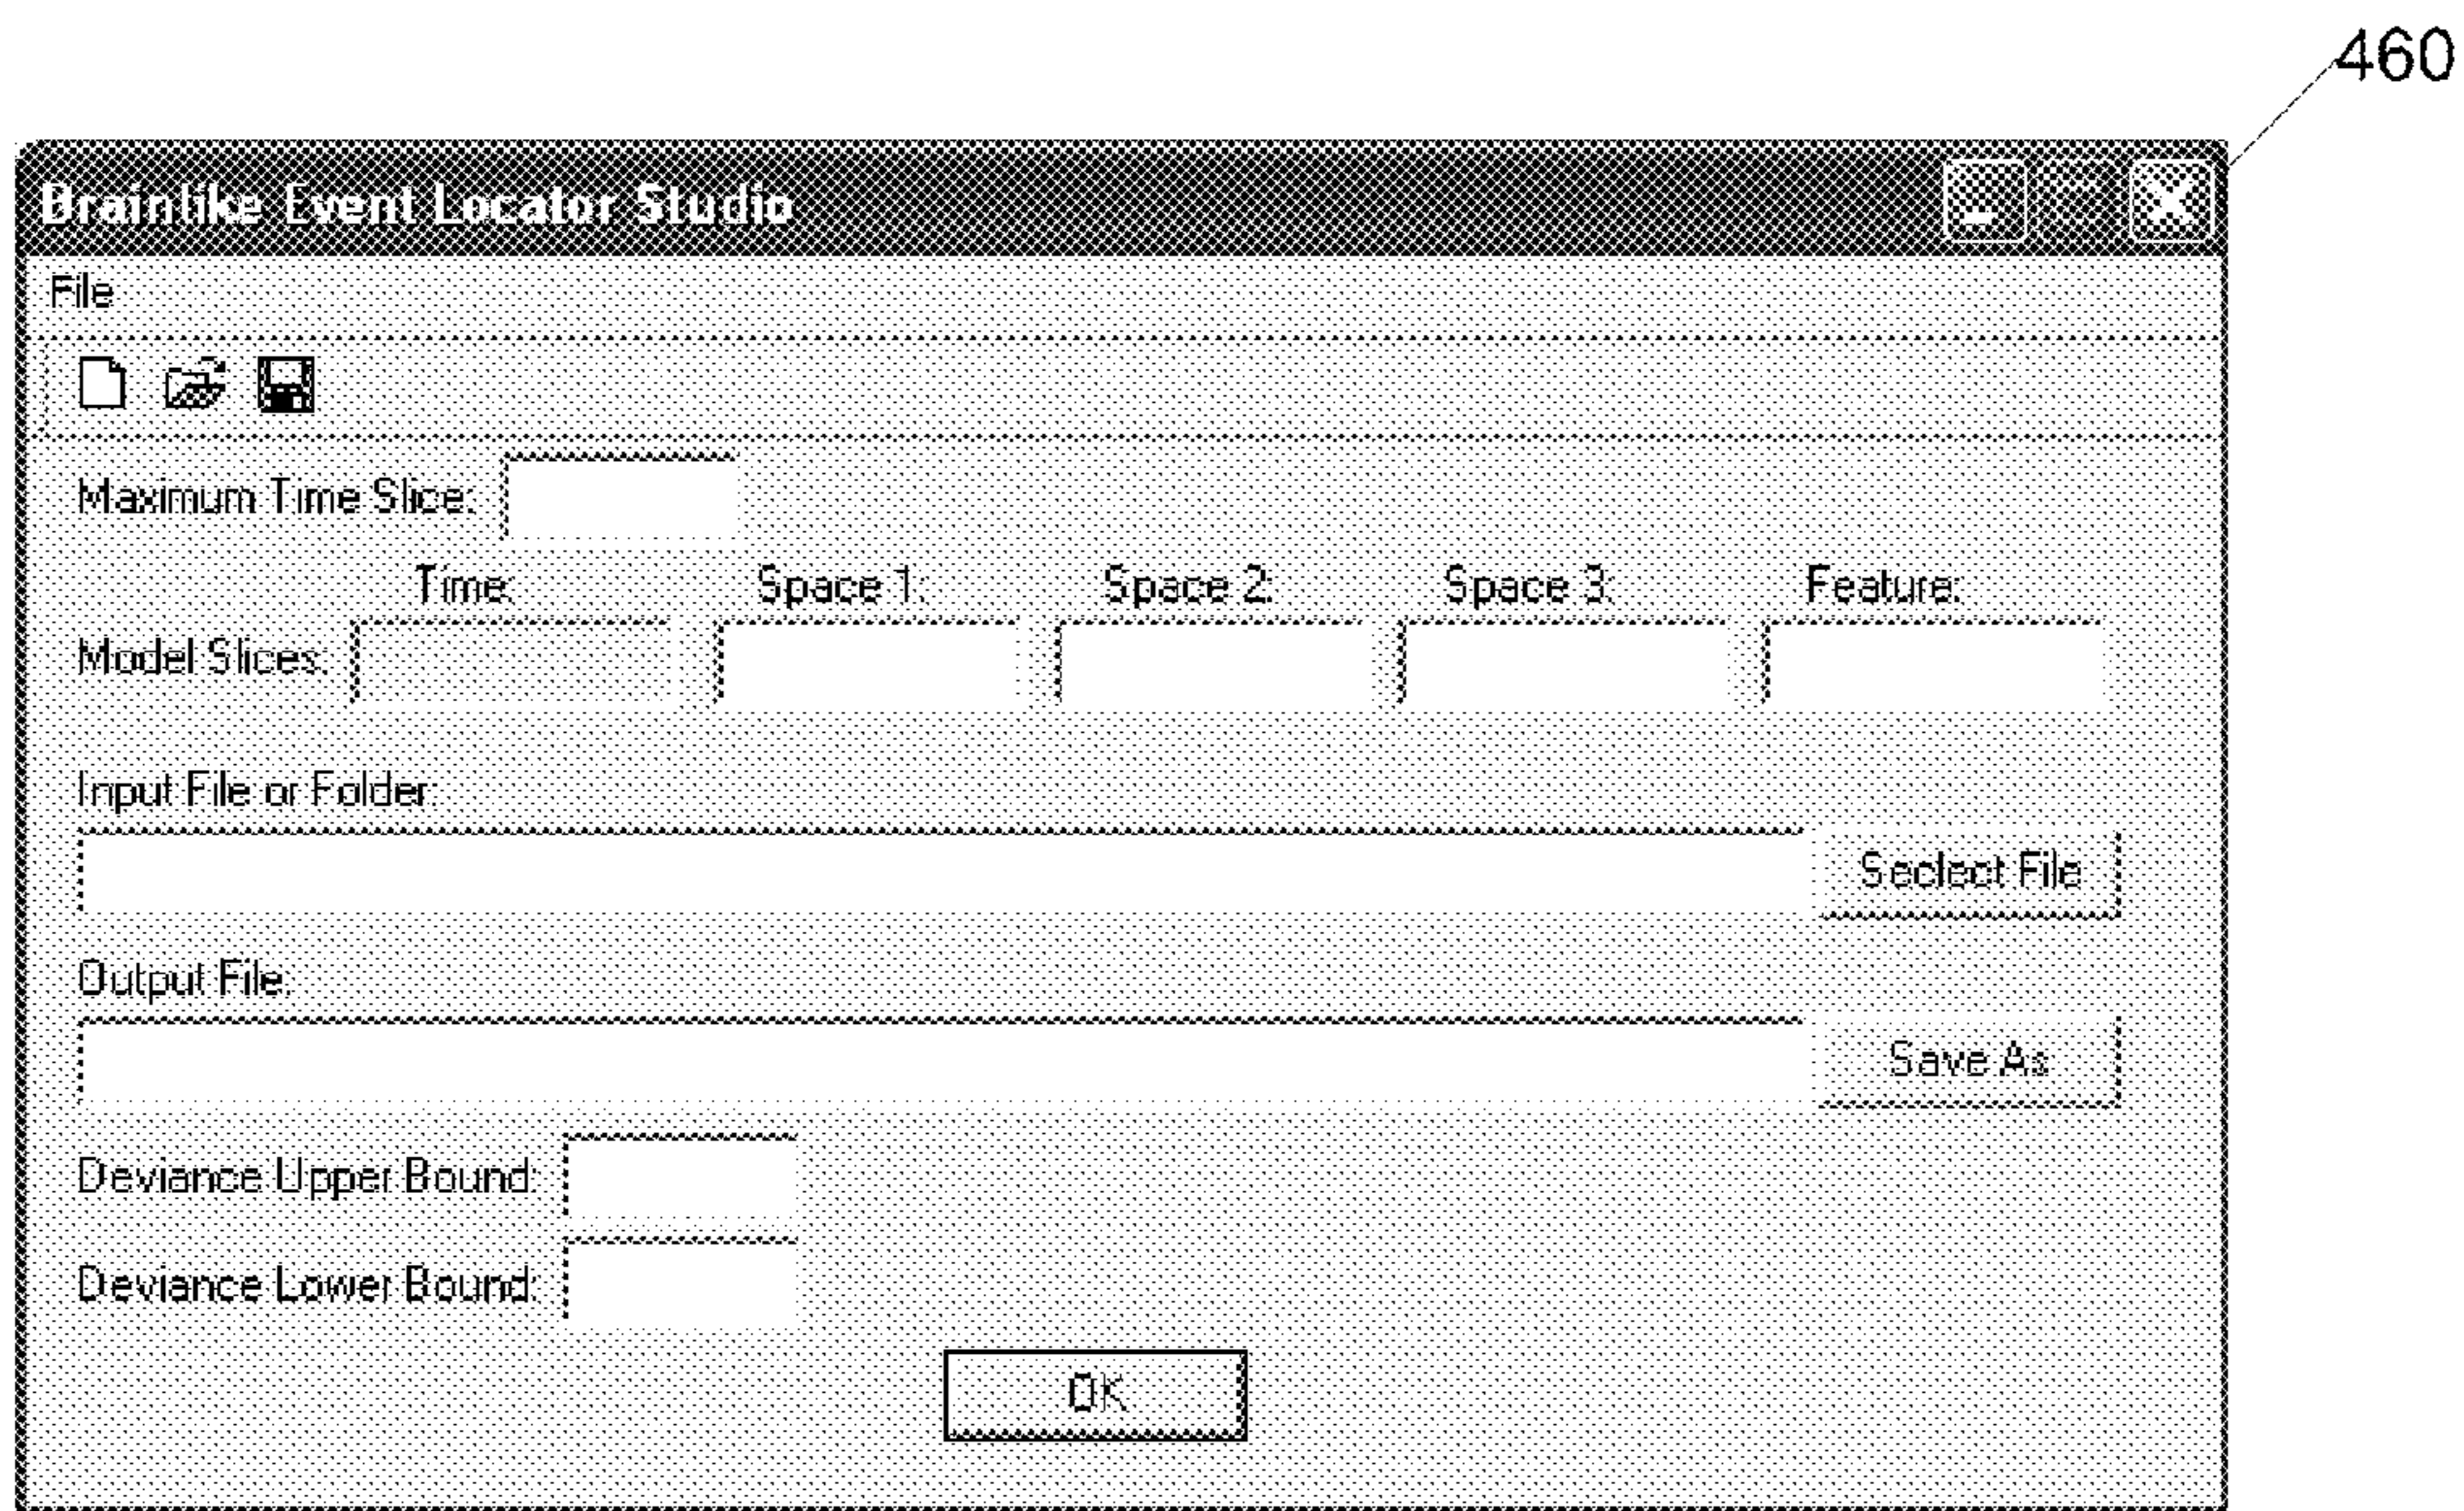 460
Brainlike Event Locator Studio
File
Maximum Time Slice:
Time: Space 1: Space 2: Space 3: Feature:
Model Slices:
Input File or Folder:
Seclect File
Output File:
Save As
Deviance Upper Bound:
Deviance Lower Bound:
OK